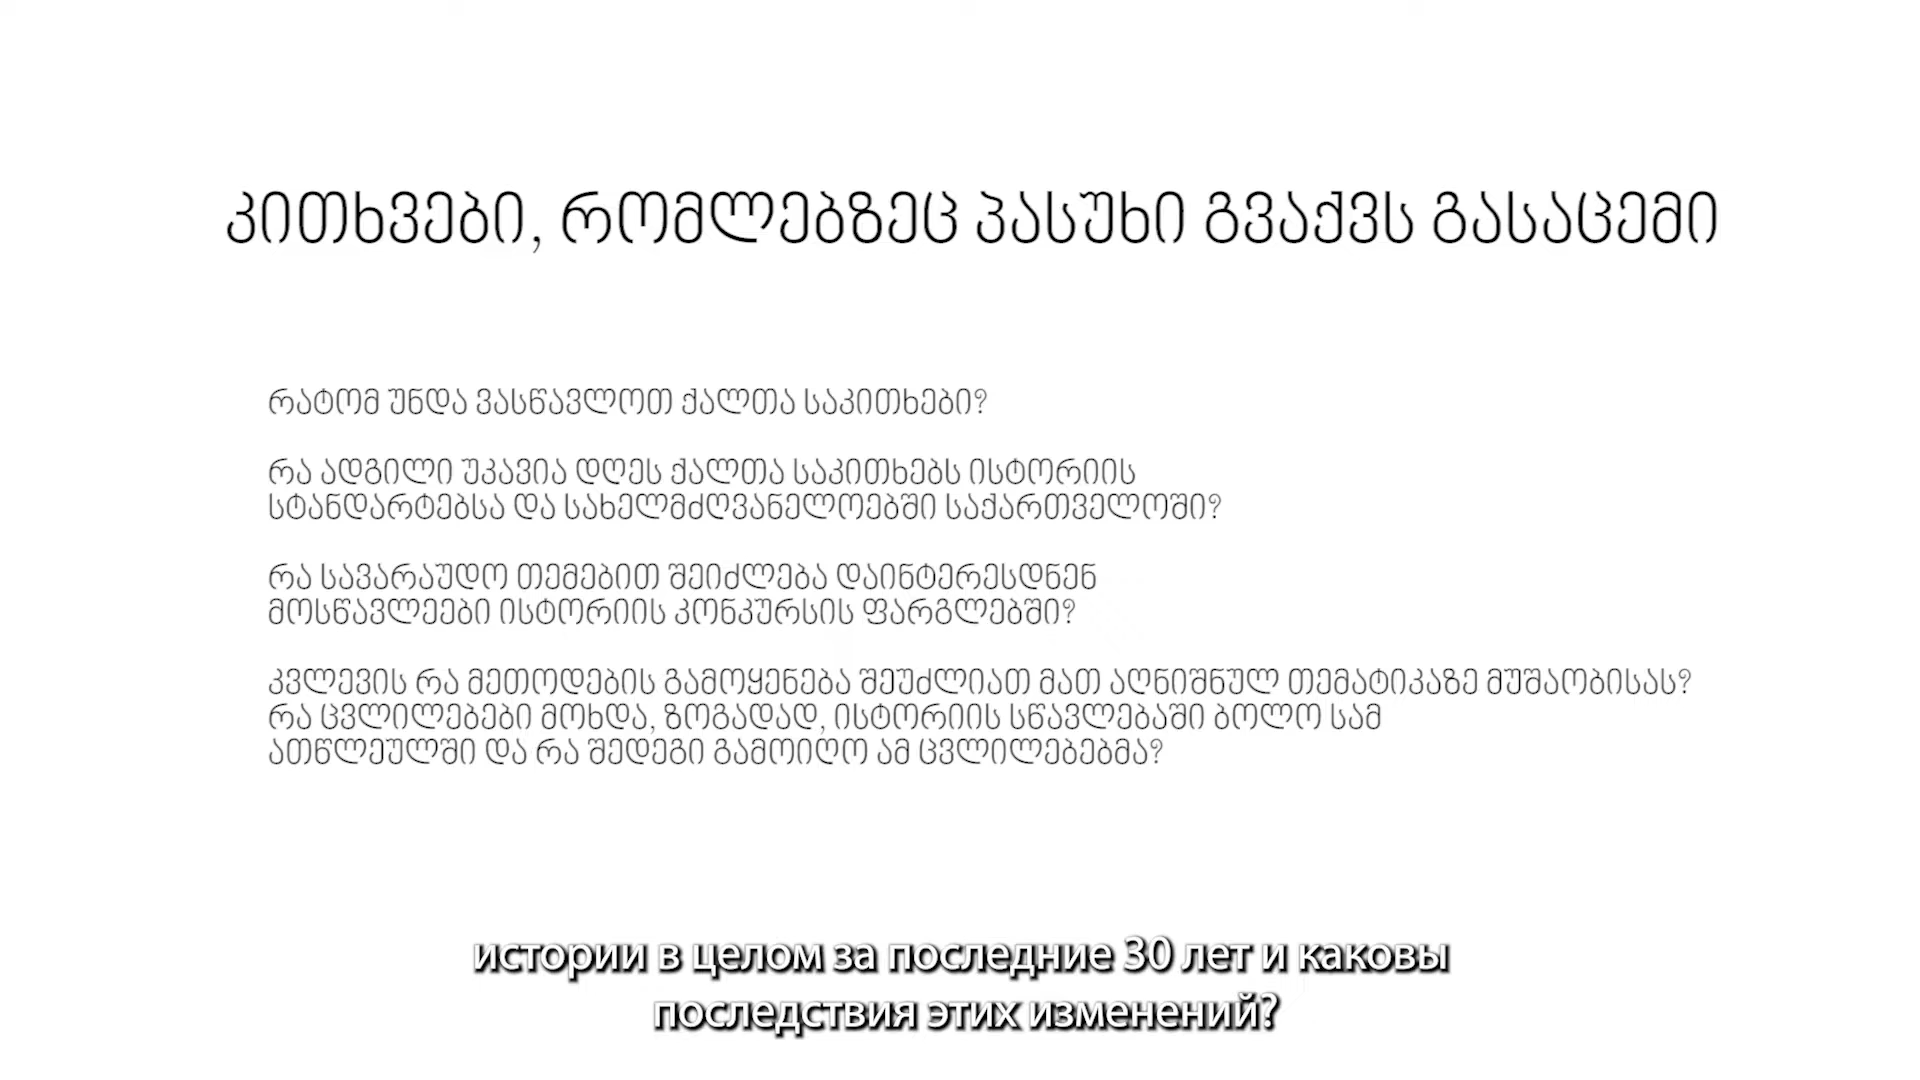 კითხვები, რომლებზეც პასუხი გვაქვს გასაცემი
რატომ უნდა ვასწავლოთ ქალთა საკითხები?
რა ადგილი უკავია დღეს ქალთა საკითხებს ისტორიის
სტანდარტებსა და სახელმძღვანელოებში საქართველოში?
რა სავარაუდო თემებით შეიძლება დაინტერესდნენ
მოსწავლეები ისტორიის კონკურსის ფარგლებში?
კვლევის რა მეთოდების გამოყენება შეუძლიათ მათ აღნიშნულ თემატიკაზე მუშაობისას?
რა ცვლილებები მოხდა, ზოგადად, ისტორიის სწავლებაში ბოლო სამ
ათწლეულში და რა შედეგი გამოიღო ამ ცვლილებებმა?
истории в целом за последние 30 лет и каковы
последствия этих изменений?